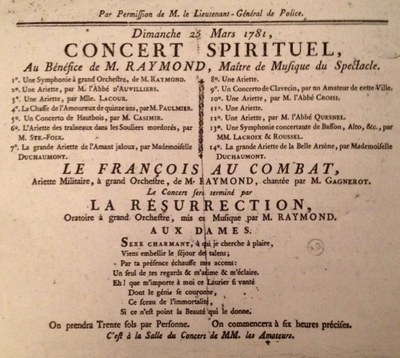 Par Permission de M. le Lieutenant-Général de Police.
Dimanche 25 Mars 1781,
CONCERT SPIRITUEL,
Au Bénéfice de M. RAYMOND, Maître de Musique du Spectacle.
1°. Une Symphonie à grand Orchestre, de M. RAYMOND.
2°. Une Ariette, par M. l'Abbé D'AUVILLIERS.
3°. Une Ariette, par Mlle. LACOUR.
4°. La Chasse de l'Amoureux de quinze ans, par M. PAULMIER.
5°. Un Concerto de Hautbois, par M. CASIMIR.
6°. L'Ariette des traîneaux dans les Souliers mordorés, par
M. STE.-FOIX.
7°. La grande Ariette de l'Amant jaloux, par Mademoiselle
DUCHAUMONT.
8°. Une Ariette.
9°. Un Concerto de Clavecin, par un Amateur de cette Ville.
10°. Une Ariette, par M. l'Abbé CROISI.
11°. Une Ariette.
12°. Une Ariette, par M. l'Abbé QUESNEL.
13°. Une Symphonie concertante de Basson, Alto, &c., par
MM. LACROIX & ROUSSEL.
14°. La grande Ariette de la Belle Arsène, par Mademoiselle
DUCHAUMONT.
LE FRANÇOIS AU COMBAT,
Ariette Militaire, à grand Orchestre, de M. RAYMOND, chantée par M. GAGNEROT.
Le Concert sera terminé par
LA RÉSURRECTION,
Oratoire à grand Orchestre, mis en Musique par M. RAYMOND.
AUX DAMES.
SEXE CHARMANT, à qui je cherche à plaire,
Viens embellir le séjour des talens;
Par ta présence échauffe mes accens:
Un seul de tes regards & m'anime & m'éclaire.
Eh! que m'importe à moi ce Laurier si vanté
Dont le génie se couronne,
Ce sceau de l'immortalité,
Si ce n'est point la Beauté qui le donne.
On prendra Trente sols par Personne. On commencera à six heures précises.
C'est à la Salle du Concert de MM. les Amateurs.